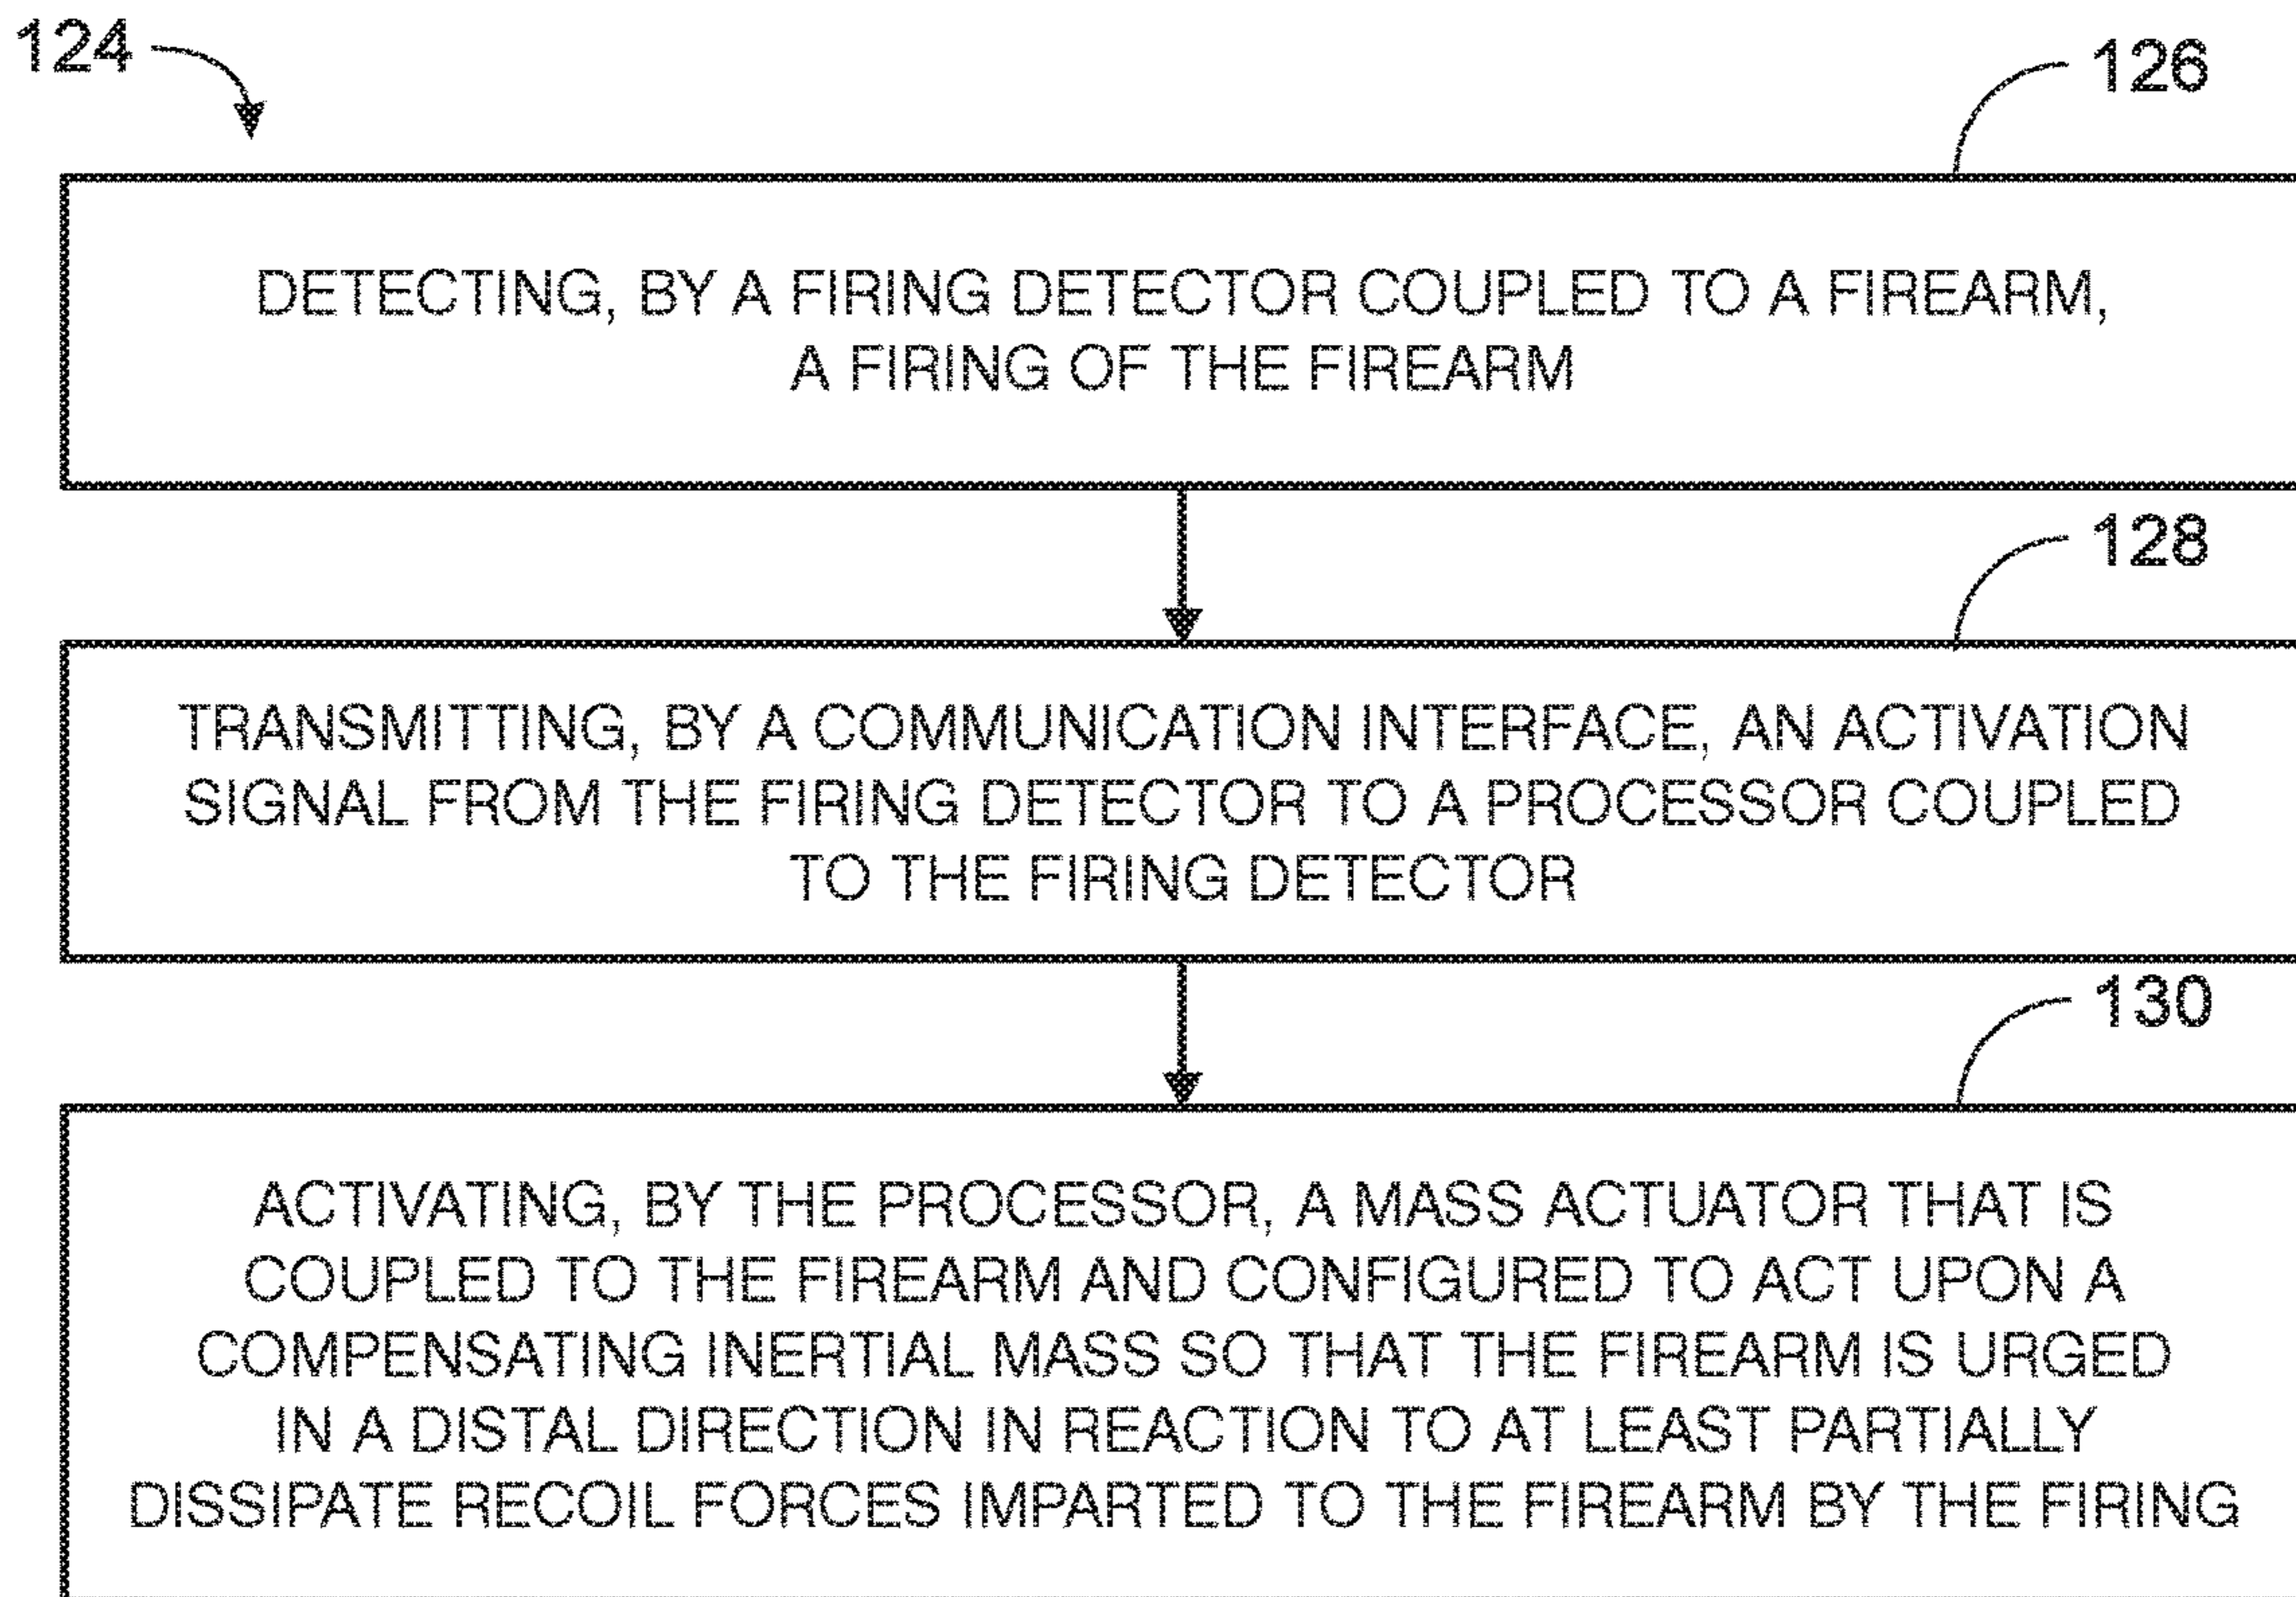 124
126
DETECTING, BY A FIRING DETECTOR COUPLED TO A FIREARM,
A FIRING OF THE FIREARM
128
TRANSMITTING, BY A COMMUNICATION INTERFACE, AN ACTIVATION
SIGNAL FROM THE FIRING DETECTOR TO A PROCESSOR COUPLED
TO THE FIRING DETECTOR
130
ACTIVATING, BY THE PROCESSOR, A MASS ACTUATOR THAT IS
COUPLED TO THE FIREARM AND CONFIGURED TO ACT UPON A
COMPENSATING INERTIAL MASS SO THAT THE FIREARM IS URGED
IN A DISTAL DIRECTION IN REACTION TO AT LEAST PARTIALLY
DISSIPATE RECOIL FORCES IMPARTED TO THE FIREARM BY THE FIRING